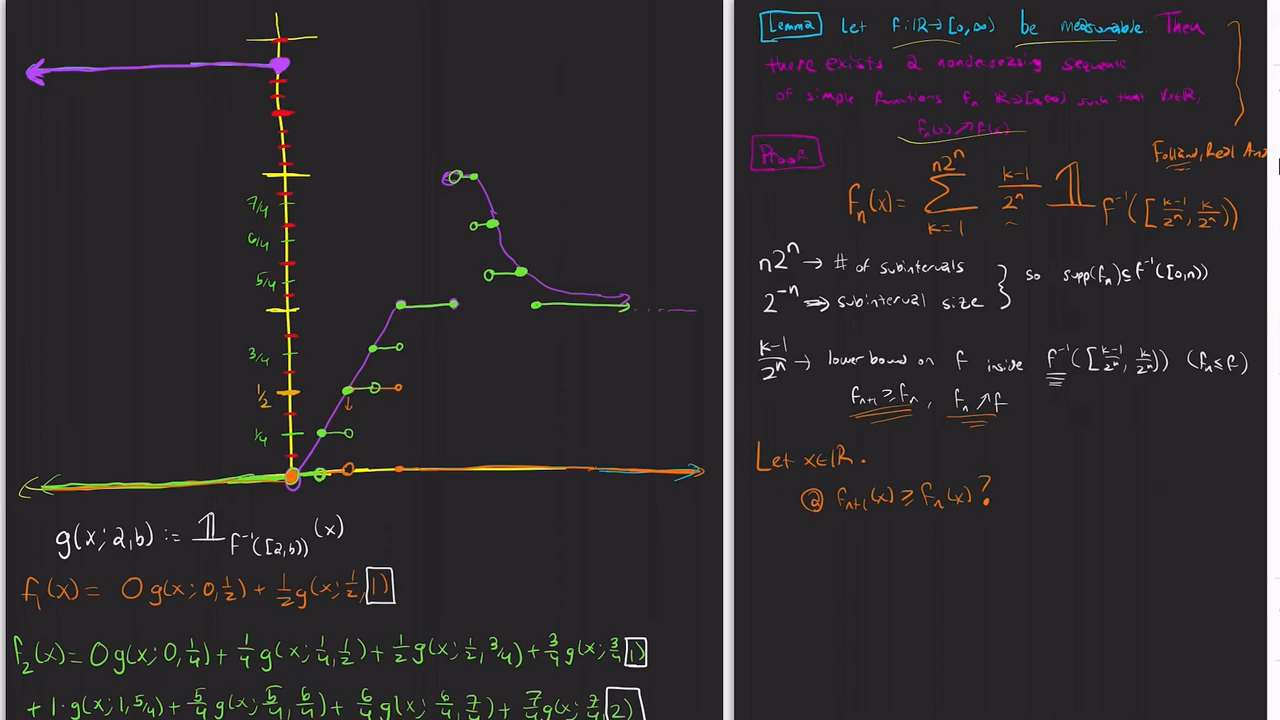 7/4
6/4
5/4
3/4
1/2
1/4
g(x; a, b) := 𝟙_{f⁻¹([a,b))}(x)
f₁(x) = 0 g(x; 0, 1/2) + 1/2 g(x; 1/2, 1)
f₂(x) = 0 g(x; 0, 1/4) + 1/4 g(x; 1/4, 1/2) + 1/2 g(x; 1/2, 3/4) + 3/4 g(x; 3/4, 1)
+ 1 · g(x; 1, 5/4) + 5/4 g(x; 5/4, 6/4) + 6/4 g(x; 6/4, 7/4) + 7/4 g(x; 7/4, 2)
Lemma Let f: ℝ → [0, ∞) be measurable. Then
there exists a nondecreasing sequence
of simple functions fₙ ℝ → [0, ∞) such that ∀x∈ℝ,
fₙ(x) ↗ f(x)
Proof
Folland, Real An
fₙ(x) = ∑_{k=1}^{n2ⁿ} (k-1)/2ⁿ 𝟙_{f⁻¹([(k-1)/2ⁿ, k/2ⁿ))}
n2ⁿ → # of subintervals
2⁻ⁿ → subinterval size
so supp(fₙ) ⊆ f⁻¹([0,n))
(k-1)/2ⁿ → lower bound on f inside f⁻¹([(k-1)/2ⁿ, k/2ⁿ)) (fₙ ≤ f)
fₙ₊₁ ≥ fₙ, fₙ ↗ f
Let x∈ℝ.
ⓐ fₙ₊₁(x) ≥ fₙ(x)?